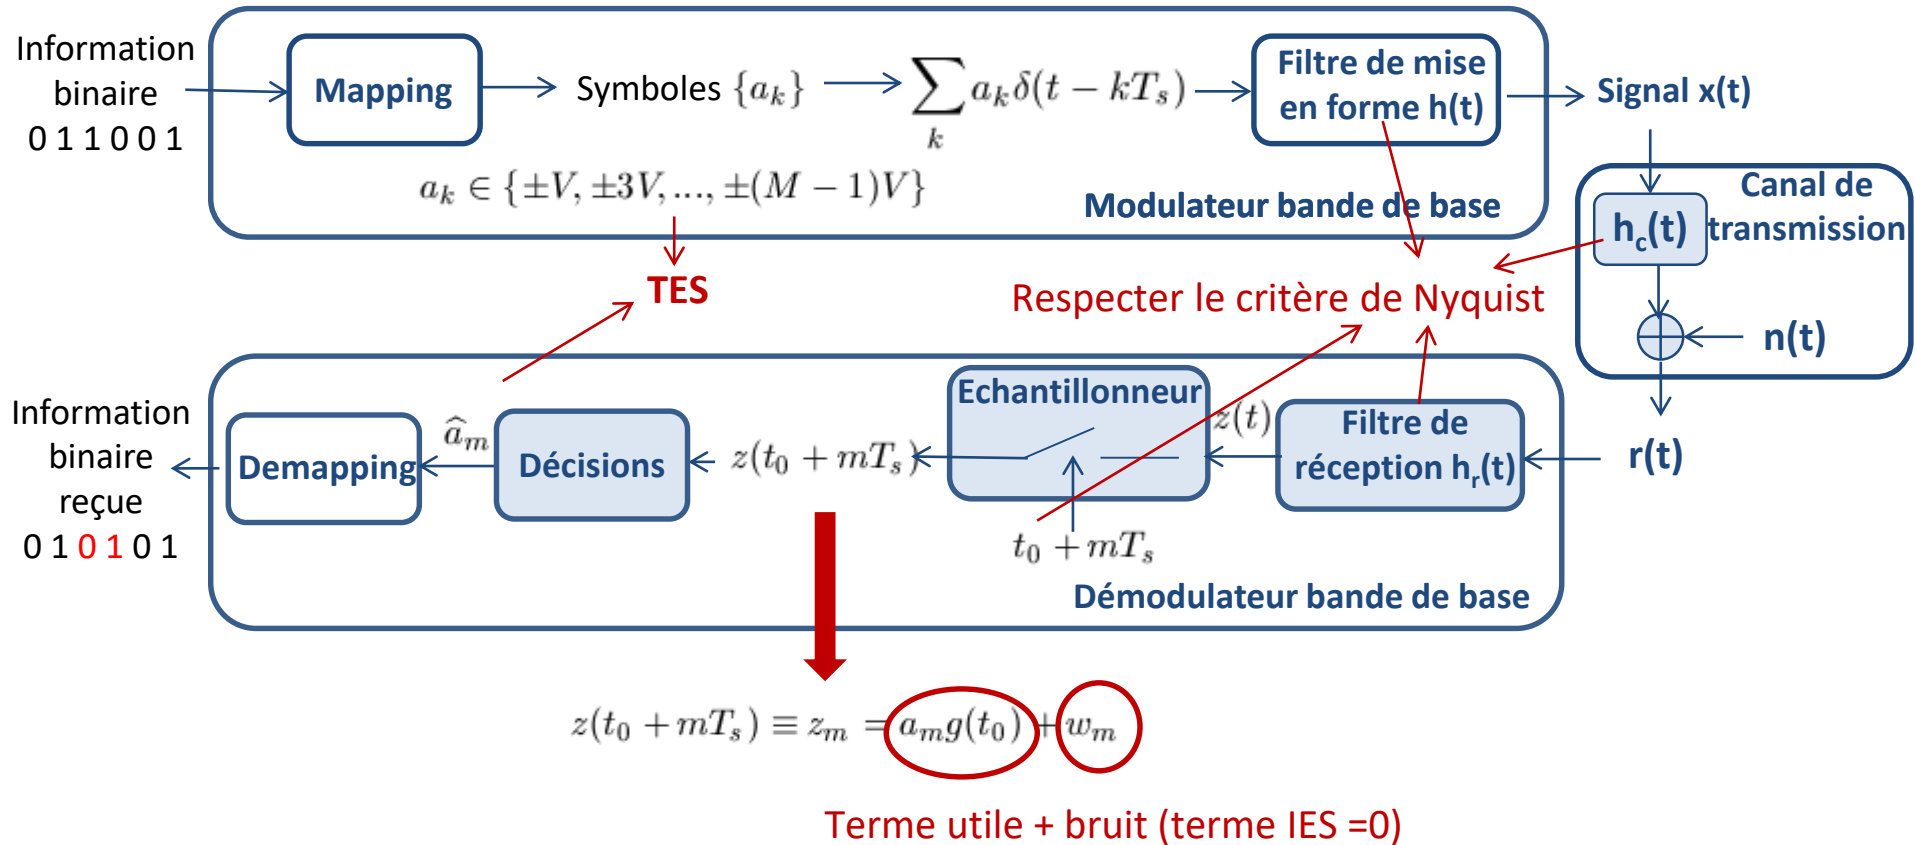 Information
binaire
0 1 1 0 0 1
Mapping
Symboles {a_k}
∑_k a_k δ(t − kT_s)
Filtre de mise
en forme h(t)
Signal x(t)
a_k ∈ {±V, ±3V, ..., ±(M − 1)V}
Modulateur bande de base
Canal de
transmission
h_c(t)
n(t)
r(t)
TES
Respecter le critère de Nyquist
Information
binaire
reçue
0 1 0 1 0 1
Demapping
â_m
Décisions
z(t_0 + mT_s)
Echantillonneur
z(t)
Filtre de
réception h_r(t)
t_0 + mT_s
Démodulateur bande de base
z(t_0 + mT_s) ≡ z_m = a_m g(t_0) + w_m
Terme utile + bruit (terme IES =0)